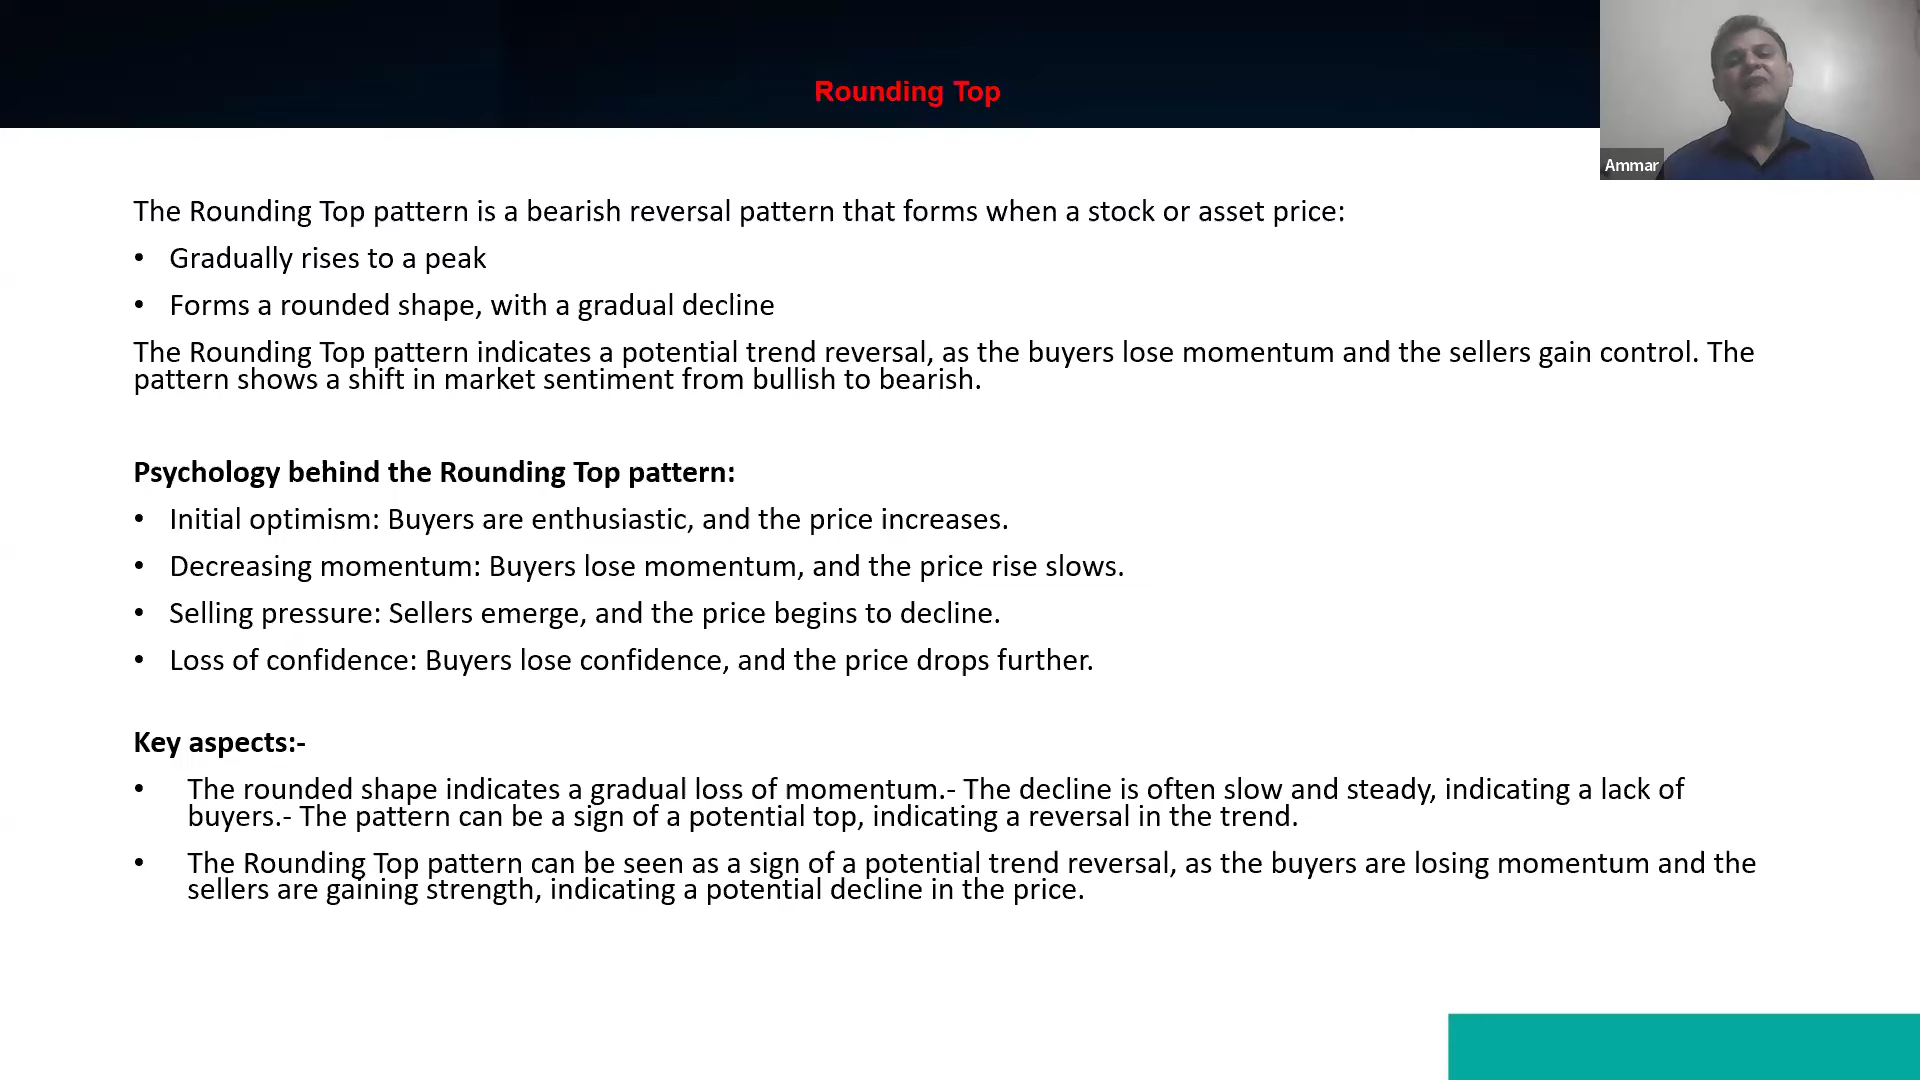 Rounding Top
Ammar
The Rounding Top pattern is a bearish reversal pattern that forms when a stock or asset price:
• Gradually rises to a peak
• Forms a rounded shape, with a gradual decline
The Rounding Top pattern indicates a potential trend reversal, as the buyers lose momentum and the sellers gain control. The
pattern shows a shift in market sentiment from bullish to bearish.
Psychology behind the Rounding Top pattern:
• Initial optimism: Buyers are enthusiastic, and the price increases.
• Decreasing momentum: Buyers lose momentum, and the price rise slows.
• Selling pressure: Sellers emerge, and the price begins to decline.
• Loss of confidence: Buyers lose confidence, and the price drops further.
Key aspects:-
• The rounded shape indicates a gradual loss of momentum.- The decline is often slow and steady, indicating a lack of
buyers.- The pattern can be a sign of a potential top, indicating a reversal in the trend.
• The Rounding Top pattern can be seen as a sign of a potential trend reversal, as the buyers are losing momentum and the
sellers are gaining strength, indicating a potential decline in the price.